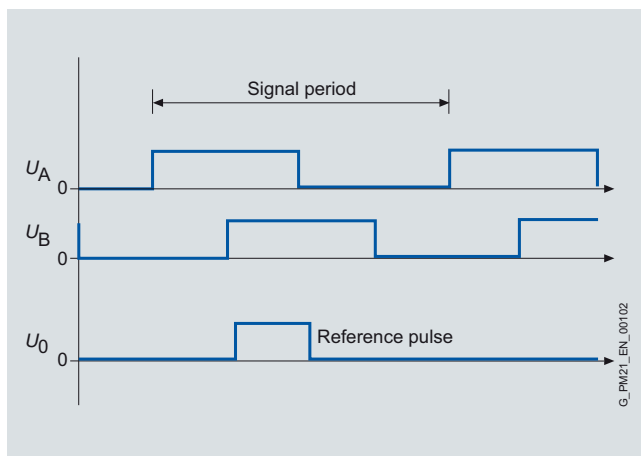 Signal period
UA
0
UB
0
U0
0
Reference pulse
G_PM21_EN_00102